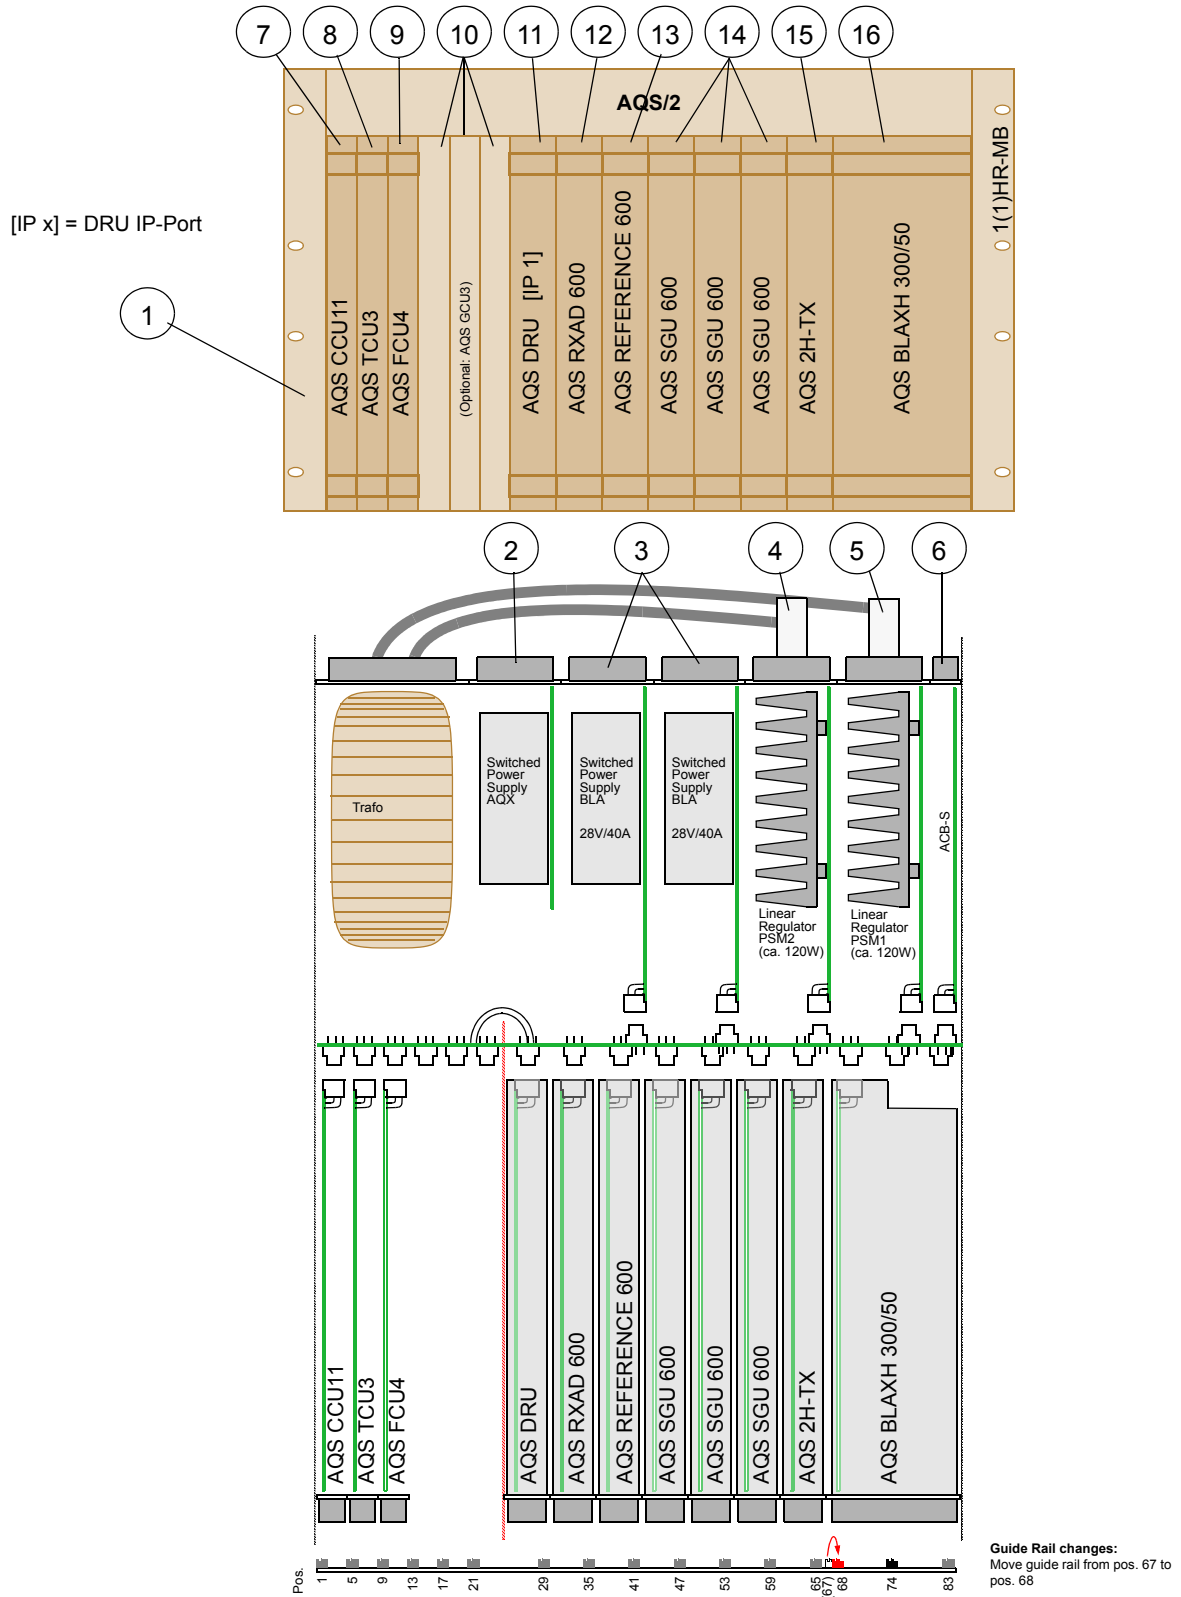 7 8 9 10 11 12 13 14 15 16
AQS/2
1(1)HR-MB
[IP x] = DRU IP-Port
1
AQS CCU11
AQS TCU3
AQS FCU4
(Optional: AQS GCU3)
AQS DRU [IP 1]
AQS RXAD 600
AQS REFERENCE 600
AQS SGU 600
AQS SGU 600
AQS SGU 600
AQS 2H-TX
AQS BLAXH 300/50
2 3 4 5 6
Trafo
Switched
Power
Supply
AQX
Switched
Power
Supply
BLA
28V/40A
Switched
Power
Supply
BLA
28V/40A
Linear
Regulator
PSM2
(ca. 120W)
Linear
Regulator
PSM1
(ca. 120W)
ACB-S
AQS CCU11
AQS TCU3
AQS FCU4
AQS DRU
AQS RXAD 600
AQS REFERENCE 600
AQS SGU 600
AQS SGU 600
AQS SGU 600
AQS 2H-TX
AQS BLAXH 300/50
Pos. 1 5 9 13 17 21 29 35 41 47 53 59 65 (67) 68 74 83
Guide Rail changes:
Move guide rail from pos. 67 to
pos. 68